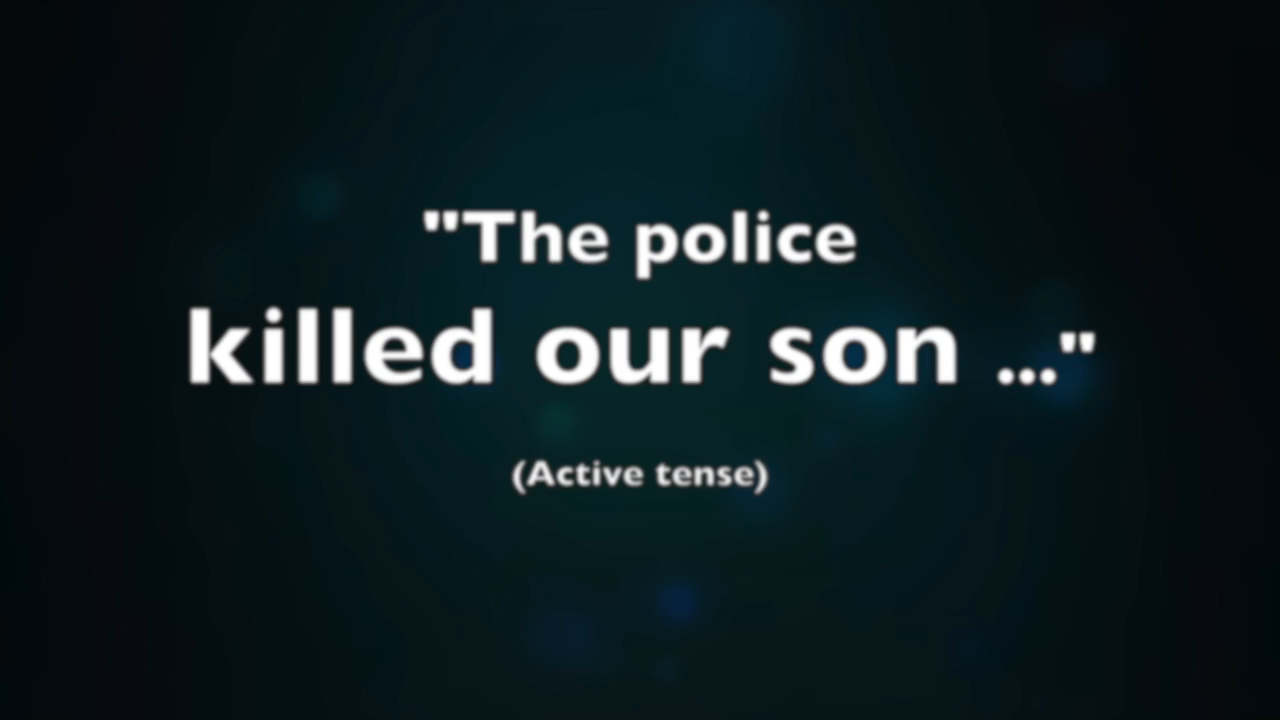 "The police
killed our son ..."
(Active tense)